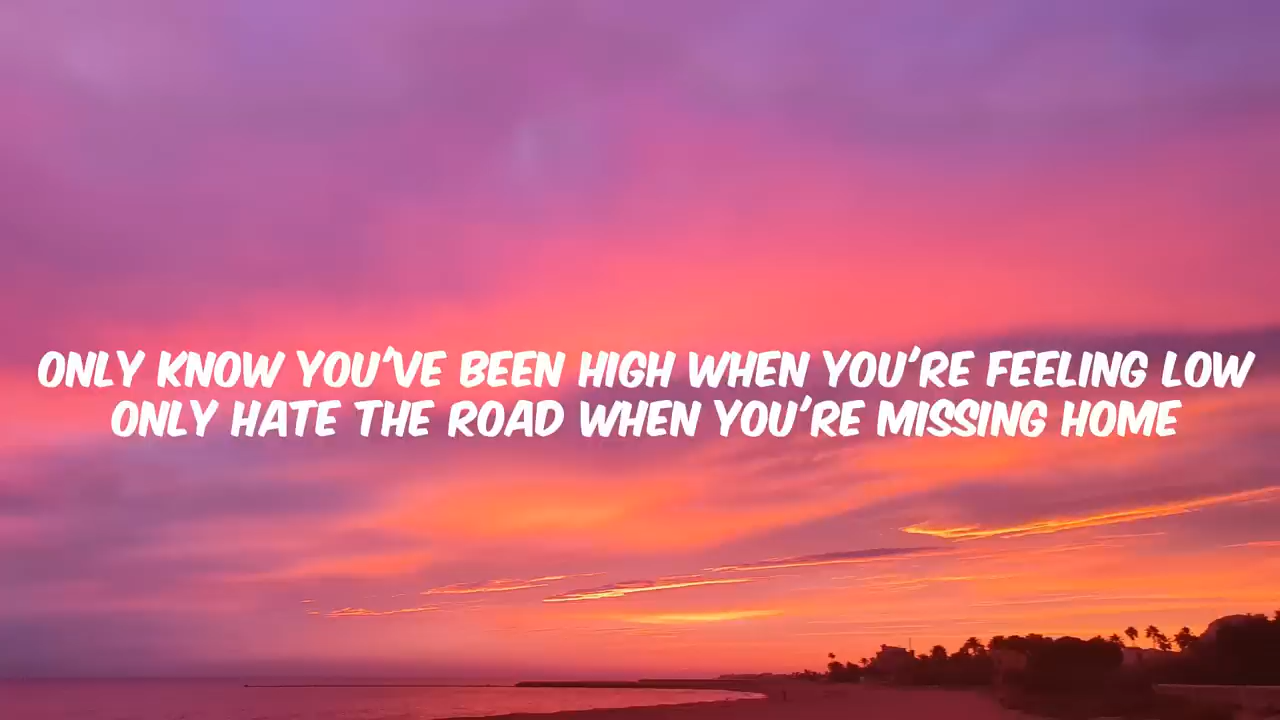 ONLY KNOW YOU'VE BEEN HIGH WHEN YOU'RE FEELING LOW
ONLY HATE THE ROAD WHEN YOU'RE MISSING HOME